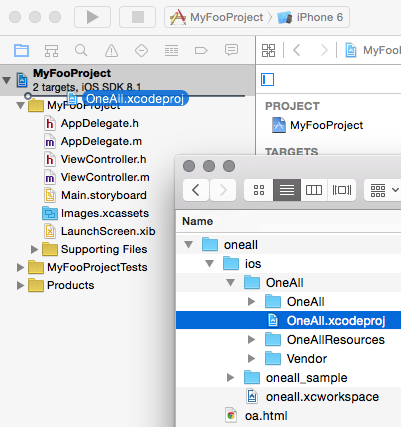 MyFooProject
iPhone 6
MyFooProject
2 targets, iOS SDK 8.1
OneAll.xcodeproj
MyFooProject
AppDelegate.h
AppDelegate.m
ViewController.h
ViewController.m
Main.storyboard
Images.xcassets
LaunchScreen.xib
Supporting Files
MyFooProjectTests
Products
MyFoo
PROJECT
MyFooProject
TARGETS
Name
oneall
ios
OneAll
OneAll
OneAll.xcodeproj
OneAllResources
Vendor
oneall_sample
oneall.xcworkspace
oa.html